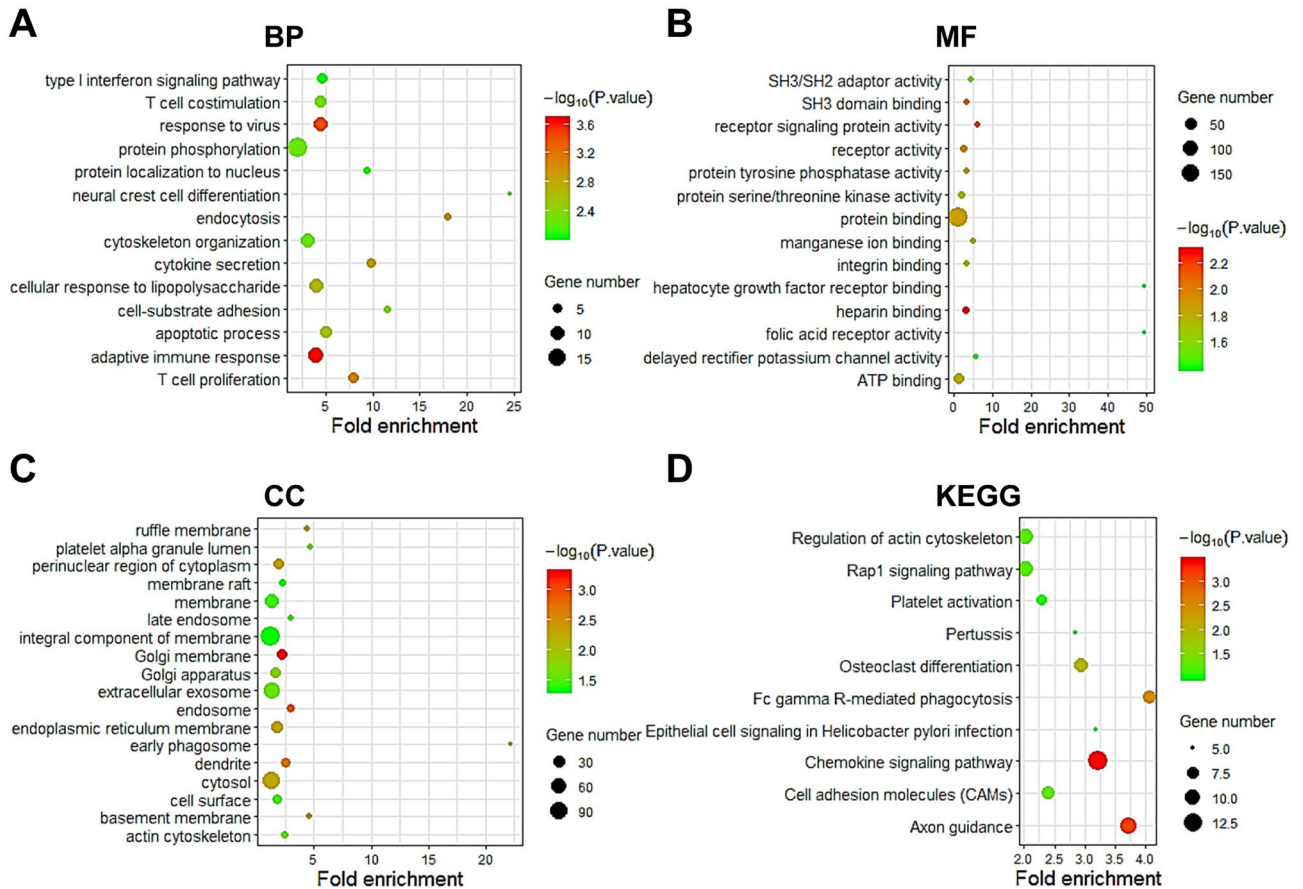 A
BP
type I interferon signaling pathway
T cell costimulation
response to virus
protein phosphorylation
protein localization to nucleus
neural crest cell differentiation
endocytosis
cytoskeleton organization
cytokine secretion
cellular response to lipopolysaccharide
cell-substrate adhesion
apoptotic process
adaptive immune response
T cell proliferation
5 10 15 20 25
Fold enrichment
−log10(P.value)
3.6
3.2
2.8
2.4
Gene number
5
10
15
B
MF
SH3/SH2 adaptor activity
SH3 domain binding
receptor signaling protein activity
receptor activity
protein tyrosine phosphatase activity
protein serine/threonine kinase activity
protein binding
manganese ion binding
integrin binding
hepatocyte growth factor receptor binding
heparin binding
folic acid receptor activity
delayed rectifier potassium channel activity
ATP binding
0 10 20 30 40 50
Fold enrichment
Gene number
50
100
150
−log10(P.value)
2.2
2.0
1.8
1.6
C
CC
ruffle membrane
platelet alpha granule lumen
perinuclear region of cytoplasm
membrane raft
membrane
late endosome
integral component of membrane
Golgi membrane
Golgi apparatus
extracellular exosome
endosome
endoplasmic reticulum membrane
early phagosome
dendrite
cytosol
cell surface
basement membrane
actin cytoskeleton
5 10 15 20
Fold enrichment
−log10(P.value)
3.0
2.5
2.0
1.5
Gene number
30
60
90
D
KEGG
Regulation of actin cytoskeleton
Rap1 signaling pathway
Platelet activation
Pertussis
Osteoclast differentiation
Fc gamma R-mediated phagocytosis
Epithelial cell signaling in Helicobacter pylori infection
Chemokine signaling pathway
Cell adhesion molecules (CAMs)
Axon guidance
2.0 2.5 3.0 3.5 4.0
Fold enrichment
−log10(P.value)
3.0
2.5
2.0
1.5
Gene number
5.0
7.5
10.0
12.5